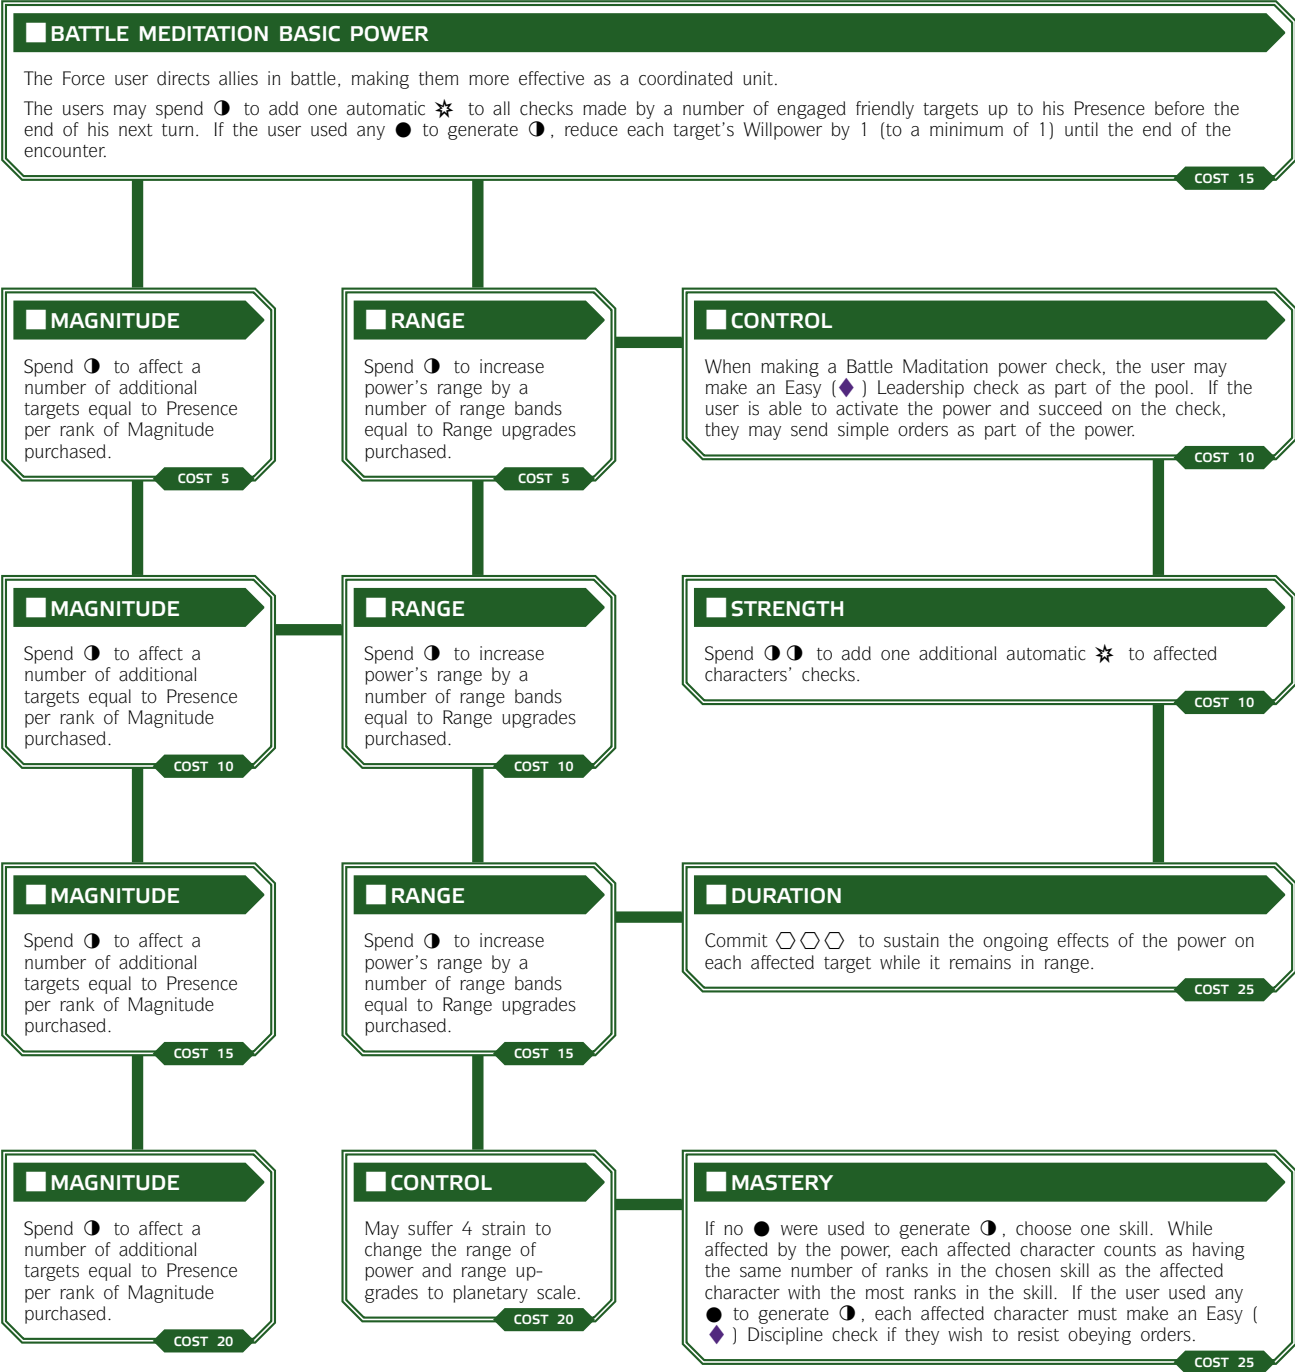 BATTLE MEDITATION BASIC POWER
The Force user directs allies in battle, making them more effective as a coordinated unit.
The users may spend ◑ to add one automatic ✡ to all checks made by a number of engaged friendly targets up to his Presence before the
end of his next turn. If the user used any ● to generate ◑, reduce each target's Willpower by 1 (to a minimum of 1) until the end of the
encounter.
COST 15
MAGNITUDE
Spend ◑ to affect a
number of additional
targets equal to Presence
per rank of Magnitude
purchased.
COST 5
RANGE
Spend ◑ to increase
power's range by a
number of range bands
equal to Range upgrades
purchased.
COST 5
CONTROL
When making a Battle Maditation power check, the user may
make an Easy (♦ ) Leadership check as part of the pool. If the
user is able to activate the power and succeed on the check,
they may send simple orders as part of the power.
COST 10
MAGNITUDE
Spend ◑ to affect a
number of additional
targets equal to Presence
per rank of Magnitude
purchased.
COST 10
RANGE
Spend ◑ to increase
power's range by a
number of range bands
equal to Range upgrades
purchased.
COST 10
STRENGTH
Spend ◑◑ to add one additional automatic ✡ to affected
characters' checks.
COST 10
MAGNITUDE
Spend ◑ to affect a
number of additional
targets equal to Presence
per rank of Magnitude
purchased.
COST 15
RANGE
Spend ◑ to increase
power's range by a
number of range bands
equal to Range upgrades
purchased.
COST 15
DURATION
Commit ⬡⬡⬡ to sustain the ongoing effects of the power on
each affected target while it remains in range.
COST 25
MAGNITUDE
Spend ◑ to affect a
number of additional
targets equal to Presence
per rank of Magnitude
purchased.
COST 20
CONTROL
May suffer 4 strain to
change the range of
power and range up-
grades to planetary scale.
COST 20
MASTERY
If no ● were used to generate ◑, choose one skill. While
affected by the power, each affected character counts as having
the same number of ranks in the chosen skill as the affected
character with the most ranks in the skill. If the user used any
● to generate ◑, each affected character must make an Easy (
♦ ) Discipline check if they wish to resist obeying orders.
COST 25